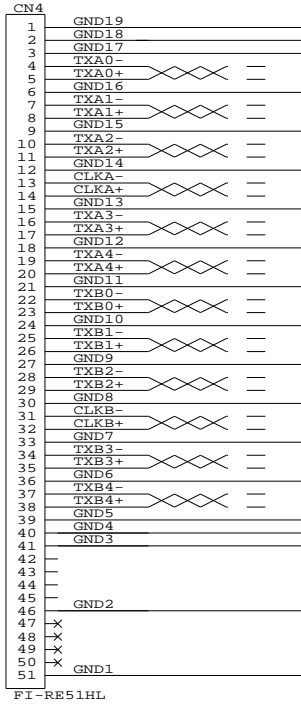 CN4
1 GND19
2 GND18
3 GND17
4 TXA0-
5 TXA0+
6 GND16
7 TXA1-
8 TXA1+
9 GND15
10 TXA2-
11 TXA2+
12 GND14
13 CLKA-
14 CLKA+
15 GND13
16 TXA3-
17 TXA3+
18 GND12
19 TXA4-
20 TXA4+
21 GND11
22 TXB0-
23 TXB0+
24 GND10
25 TXB1-
26 TXB1+
27 GND9
28 TXB2-
29 TXB2+
30 GND8
31 CLKB-
32 CLKB+
33 GND7
34 TXB3-
35 TXB3+
36 GND6
37 TXB4-
38 TXB4+
39 GND5
40 GND4
41 GND3
42
43
44
45
46 GND2
47
48
49
50
51 GND1
FI-RE51HL